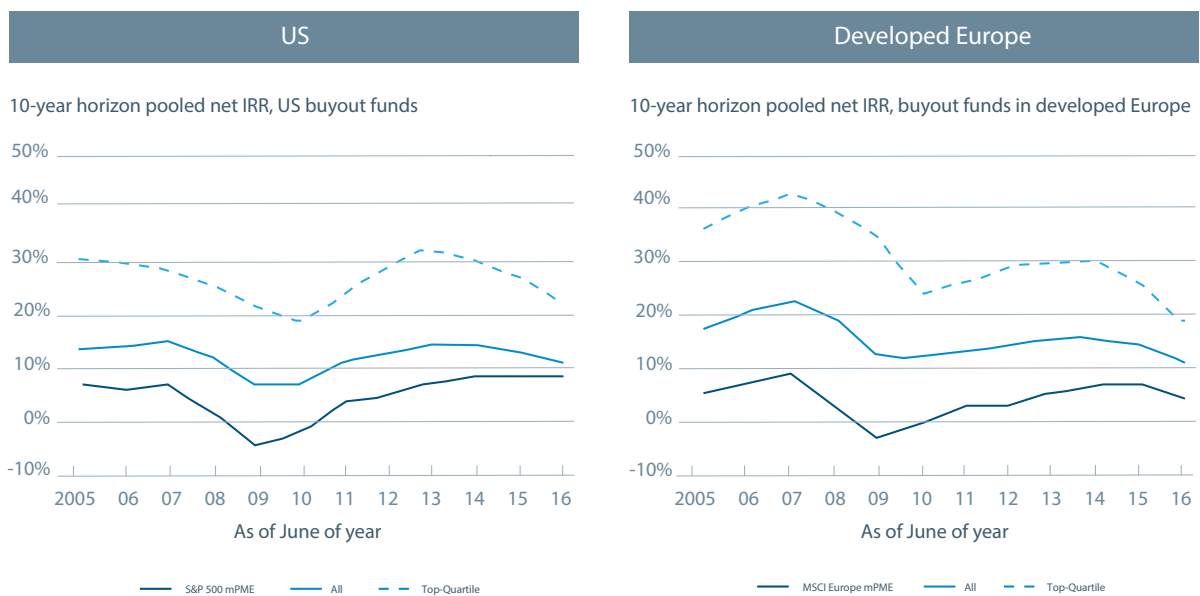 US
10-year horizon pooled net IRR, US buyout funds
50%
40%
30%
20%
10%
0%
-10%
2005 06 07 08 09 10 11 12 13 14 15 16
As of June of year
S&P 500 mPME All Top-Quartile
Developed Europe
10-year horizon pooled net IRR, buyout funds in developed Europe
50%
40%
30%
20%
10%
0%
-10%
2005 06 07 08 09 10 11 12 13 14 15 16
As of June of year
MSCI Europe mPME All Top-Quartile